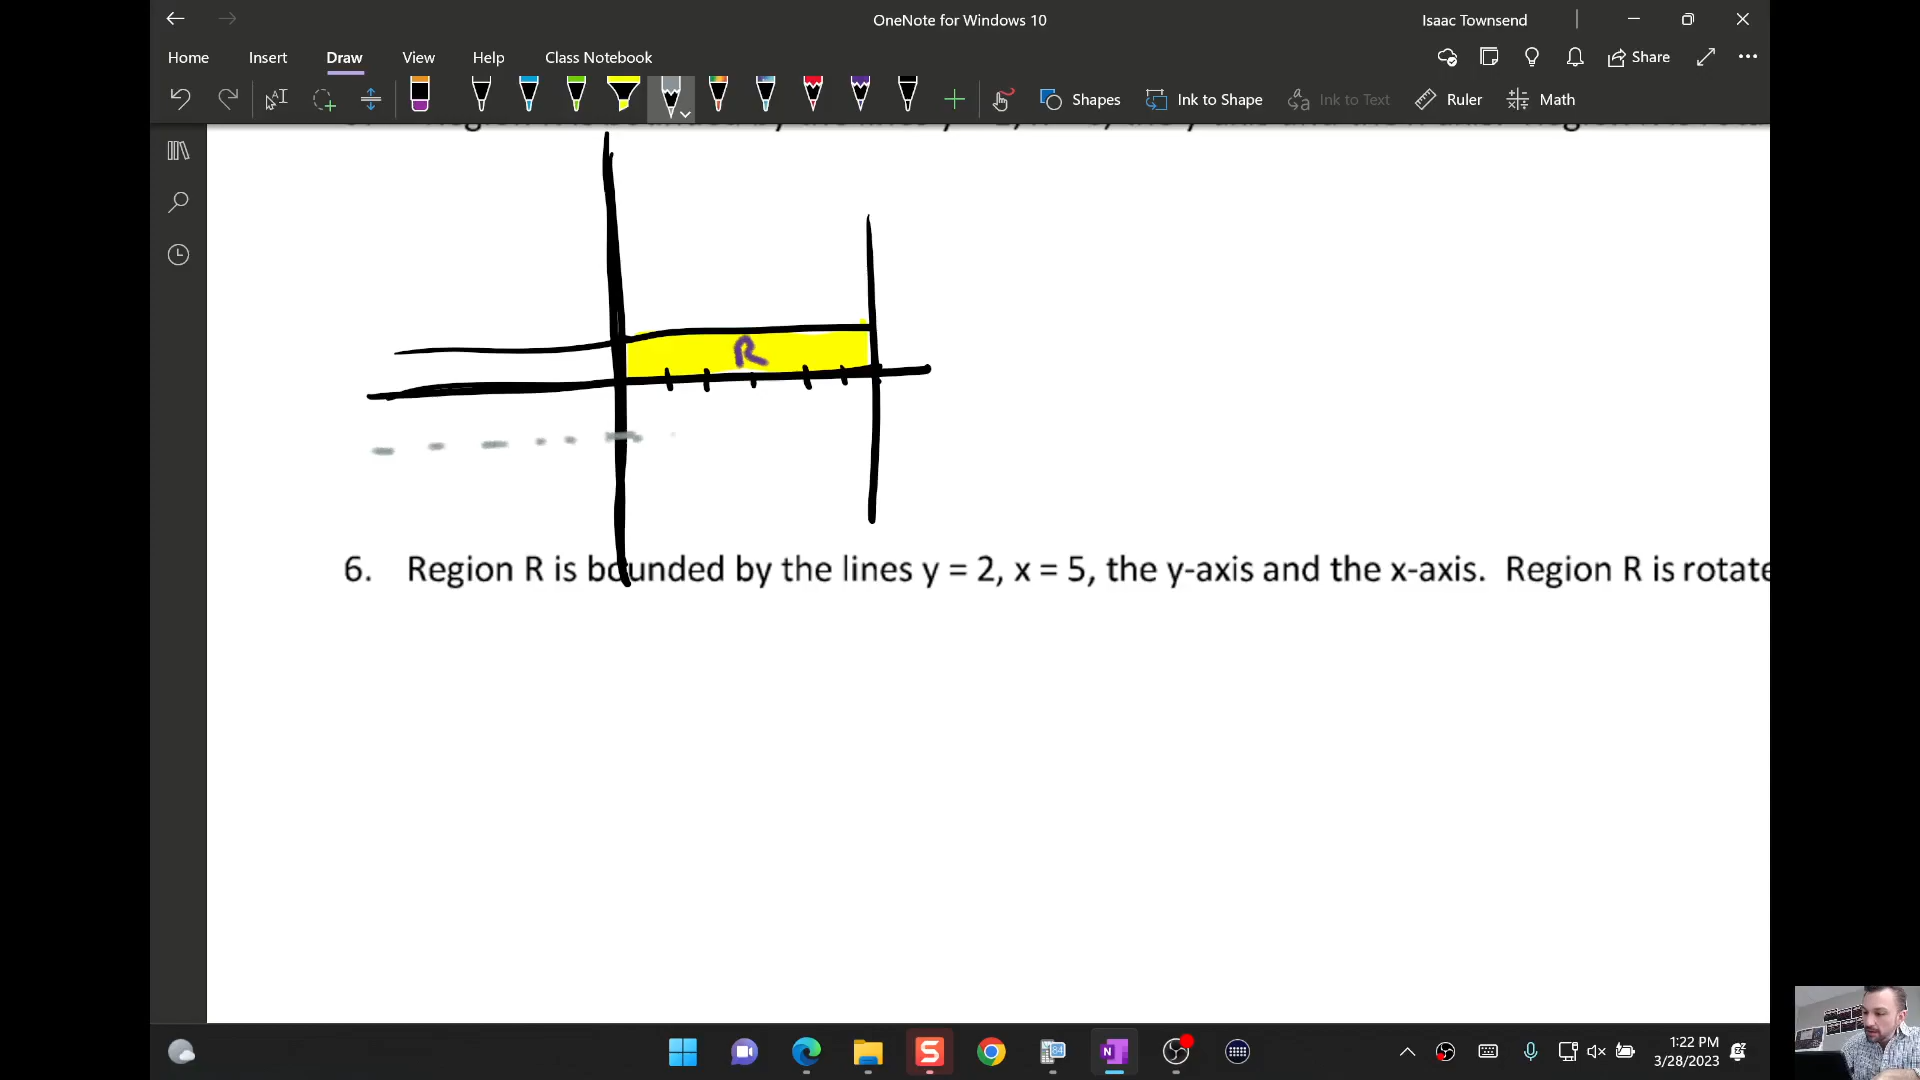 OneNote for Windows 10
Isaac Townsend
Home Insert Draw View Help Class Notebook
Share
Shapes Ink to Shape Ink to Text Ruler Math
R
6. Region R is bounded by the lines y = 2, x = 5, the y-axis and the x-axis. Region R is rotate
1:22 PM
3/28/2023